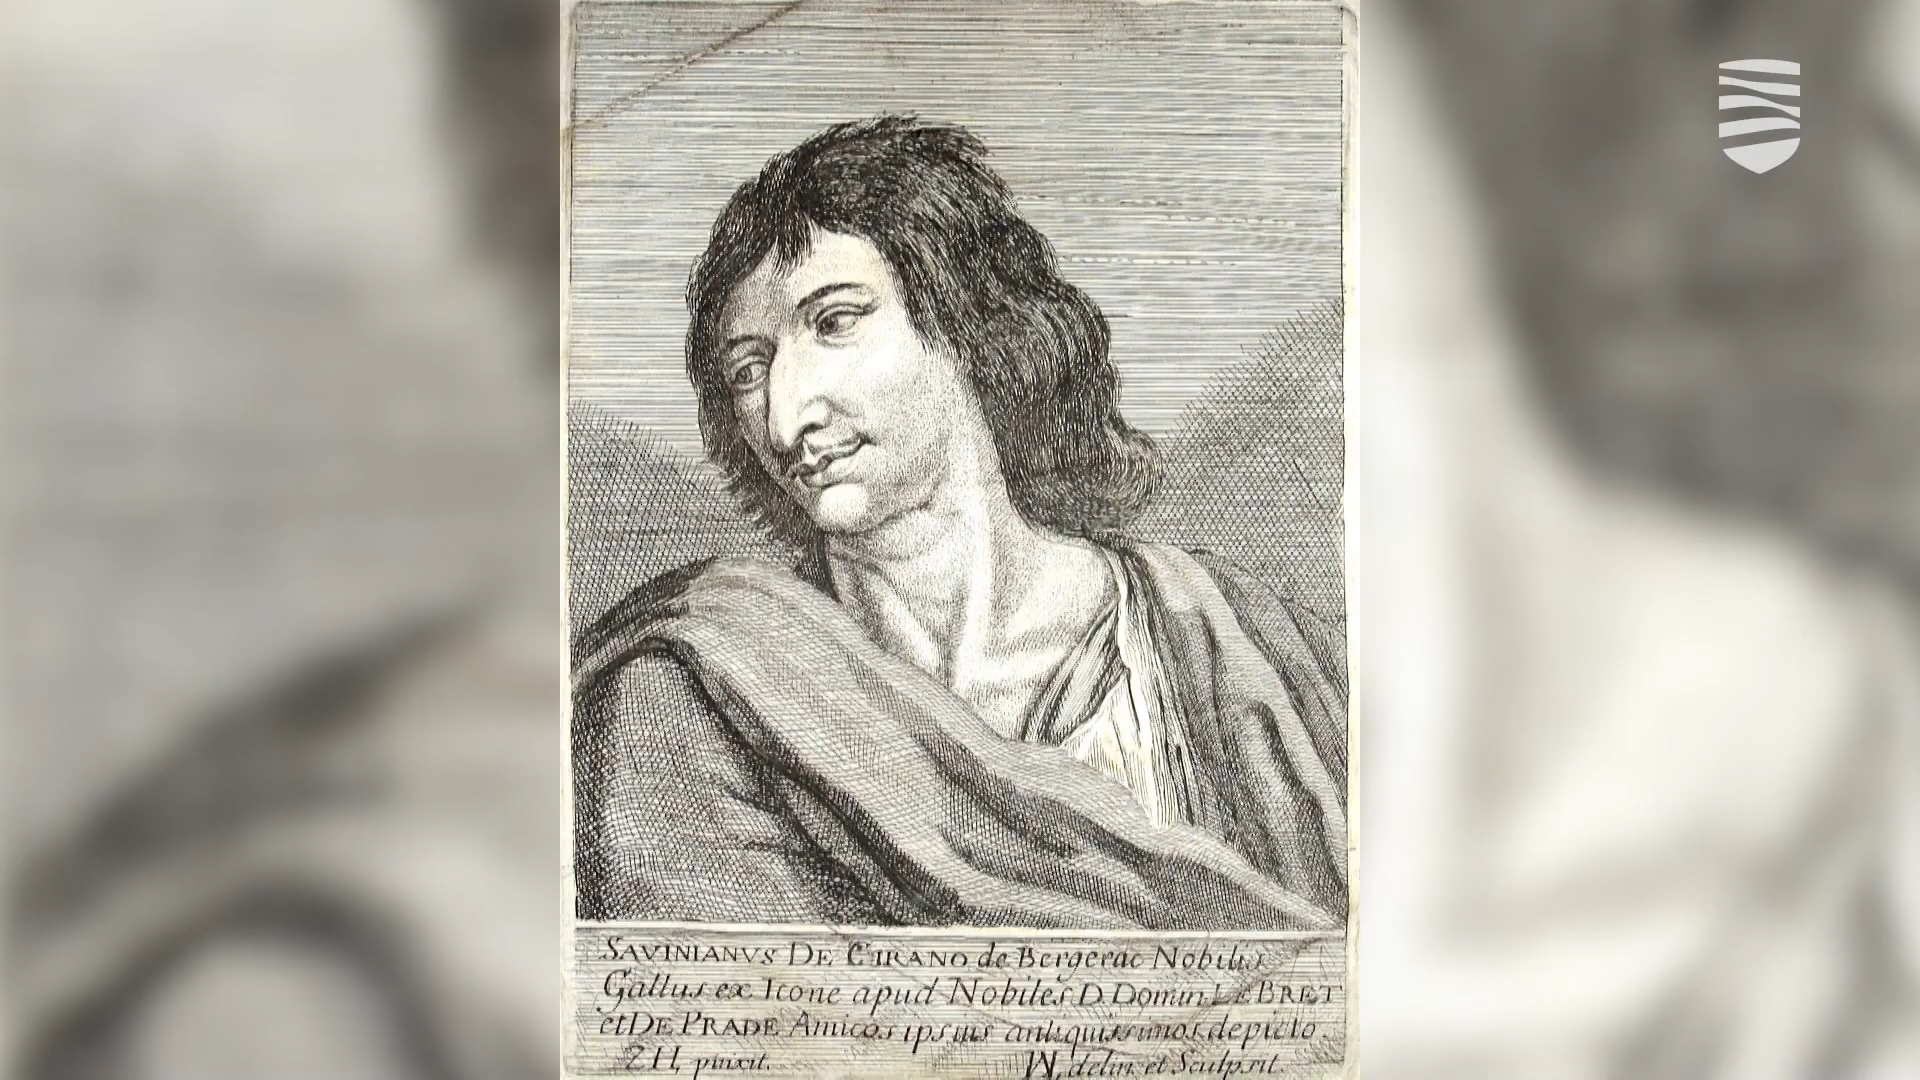 SAVINIANVS DE CIRANO de Bergerac Nobilis
Gallus ex Icone apud Nobiles D. Domin. LE BRET
et DE PRADE Amicos ipsius antiquissimos depicto.
ZH, pinxit. W, delin. et Sculpsit.